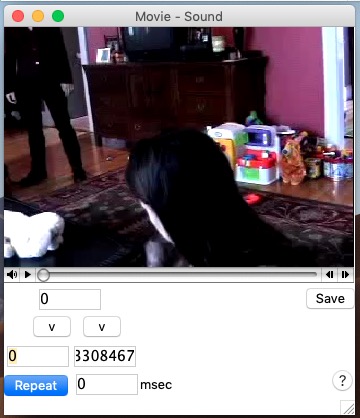 Movie - Sound
0
Save
v v
0 3308467
?
Repeat 0 msec